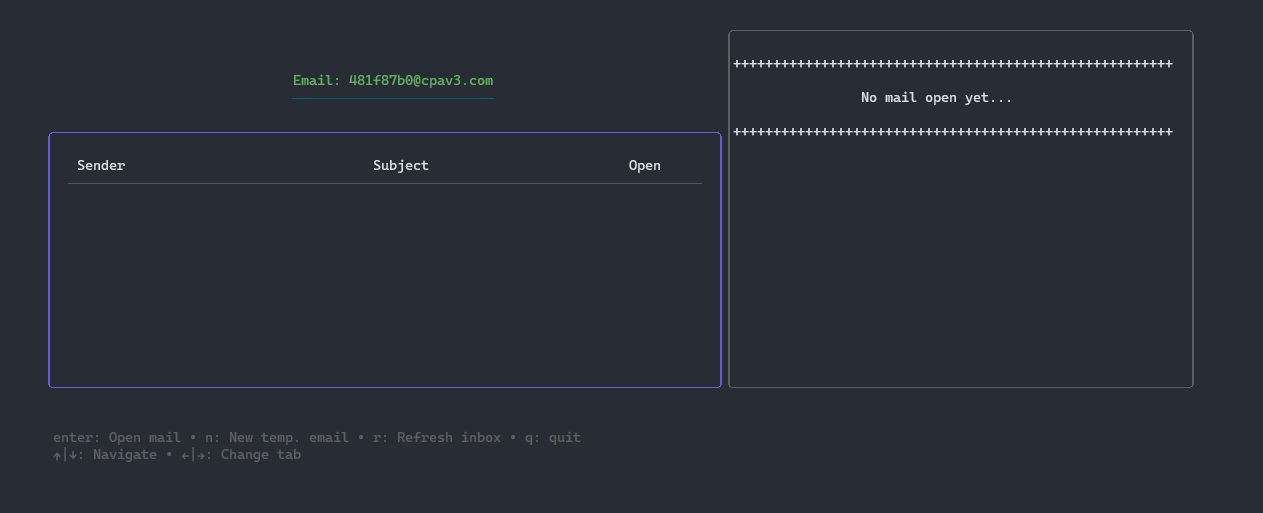 Email: 481f87b0@cpav3.com
Sender Subject Open
+++++++++++++++++++++++++++++++++++++++++++++++++++++++
No mail open yet...
+++++++++++++++++++++++++++++++++++++++++++++++++++++++
enter: Open mail • n: New temp. email • r: Refresh inbox • q: quit
↑|↓: Navigate • ←|→: Change tab